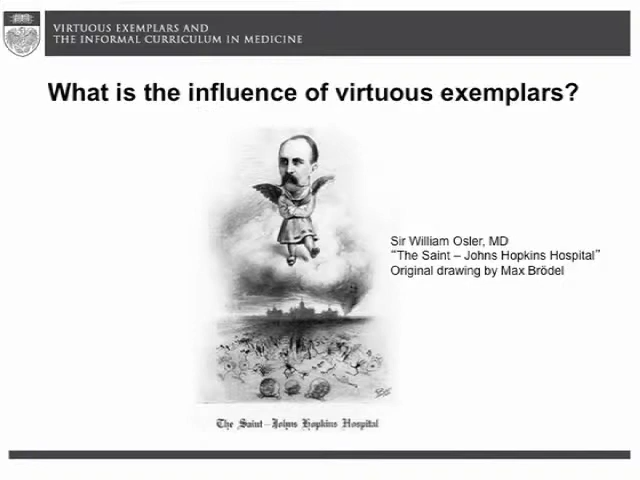 VIRTUOUS EXEMPLARS AND
THE INFORMAL CURRICULUM IN MEDICINE
What is the influence of virtuous exemplars?
Sir William Osler, MD
“The Saint – Johns Hopkins Hospital”
Original drawing by Max Brödel
The Saint–Johns Hopkins Hospital